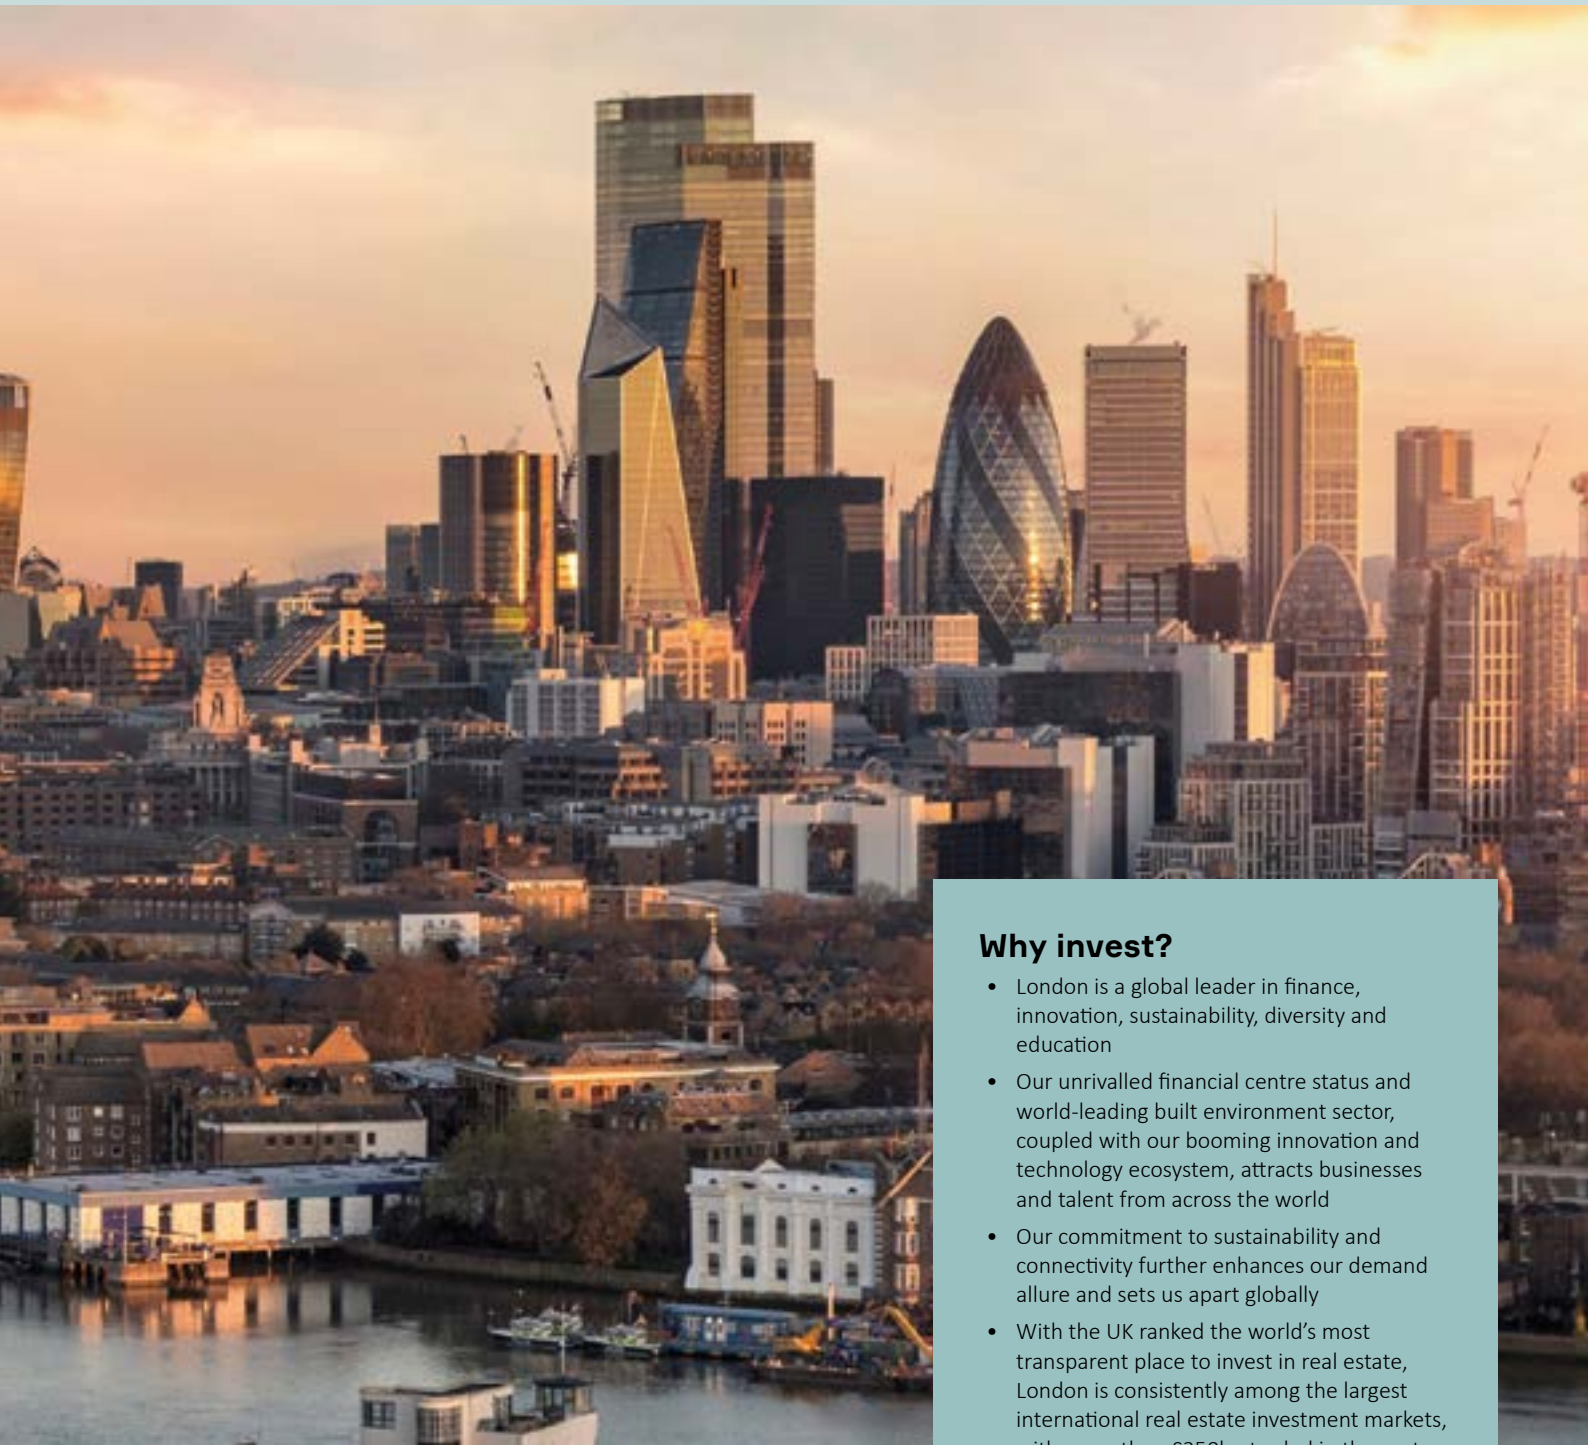 Why invest?
• London is a global leader in finance,
innovation, sustainability, diversity and
education
• Our unrivalled financial centre status and
world-leading built environment sector,
coupled with our booming innovation and
technology ecosystem, attracts businesses
and talent from across the world
• Our commitment to sustainability and
connectivity further enhances our demand
allure and sets us apart globally
• With the UK ranked the world’s most
transparent place to invest in real estate,
London is consistently among the largest
international real estate investment markets,